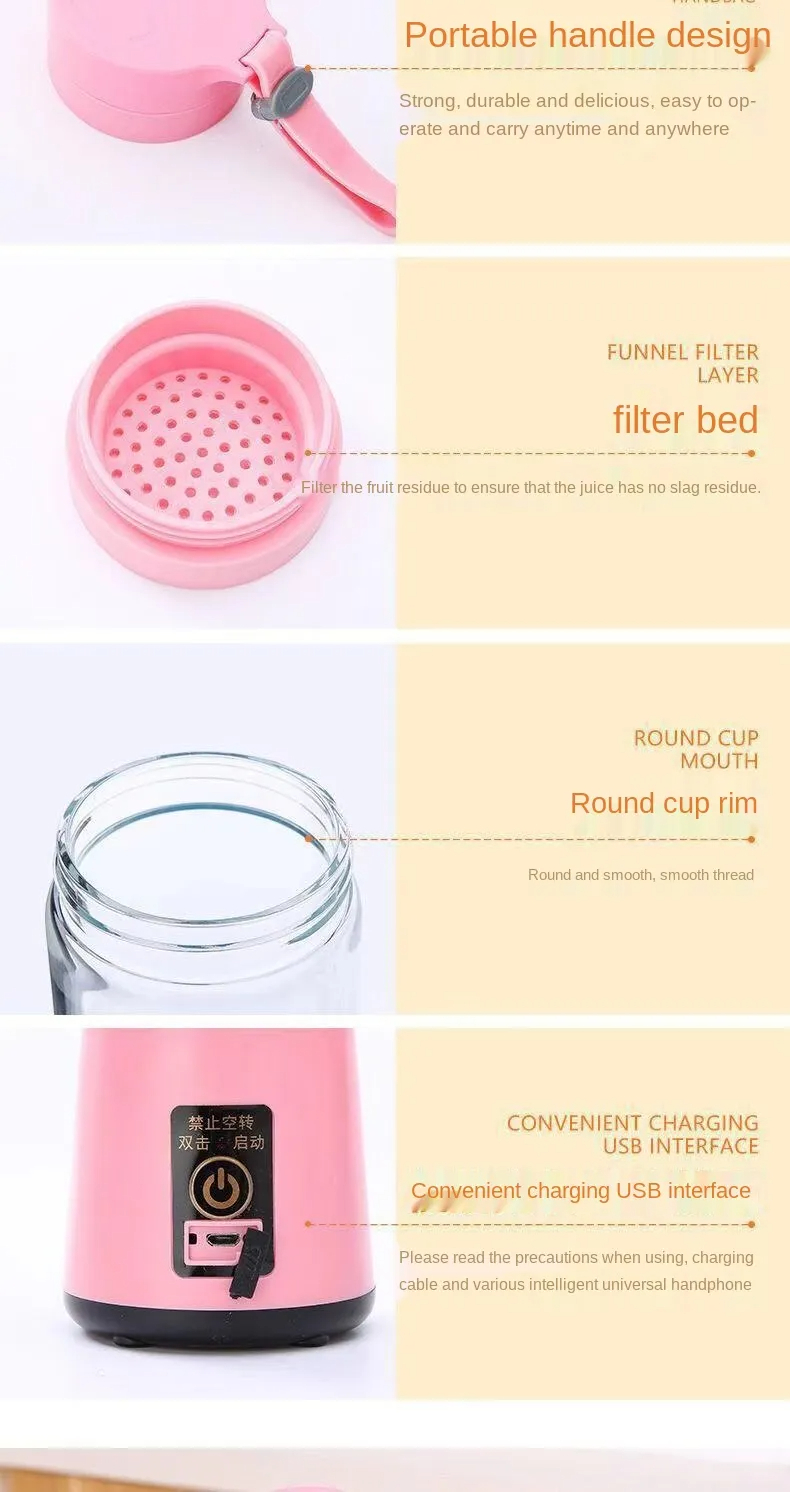 HANDBAG
Portable handle design
Strong, durable and delicious, easy to op-
erate and carry anytime and anywhere
FUNNEL FILTER
LAYER
filter bed
Filter the fruit residue to ensure that the juice has no slag residue.
ROUND CUP
MOUTH
Round cup rim
Round and smooth, smooth thread
禁止空转
双击 启动
CONVENIENT CHARGING
USB INTERFACE
Convenient charging USB interface
Please read the precautions when using, charging
cable and various intelligent universal handphone